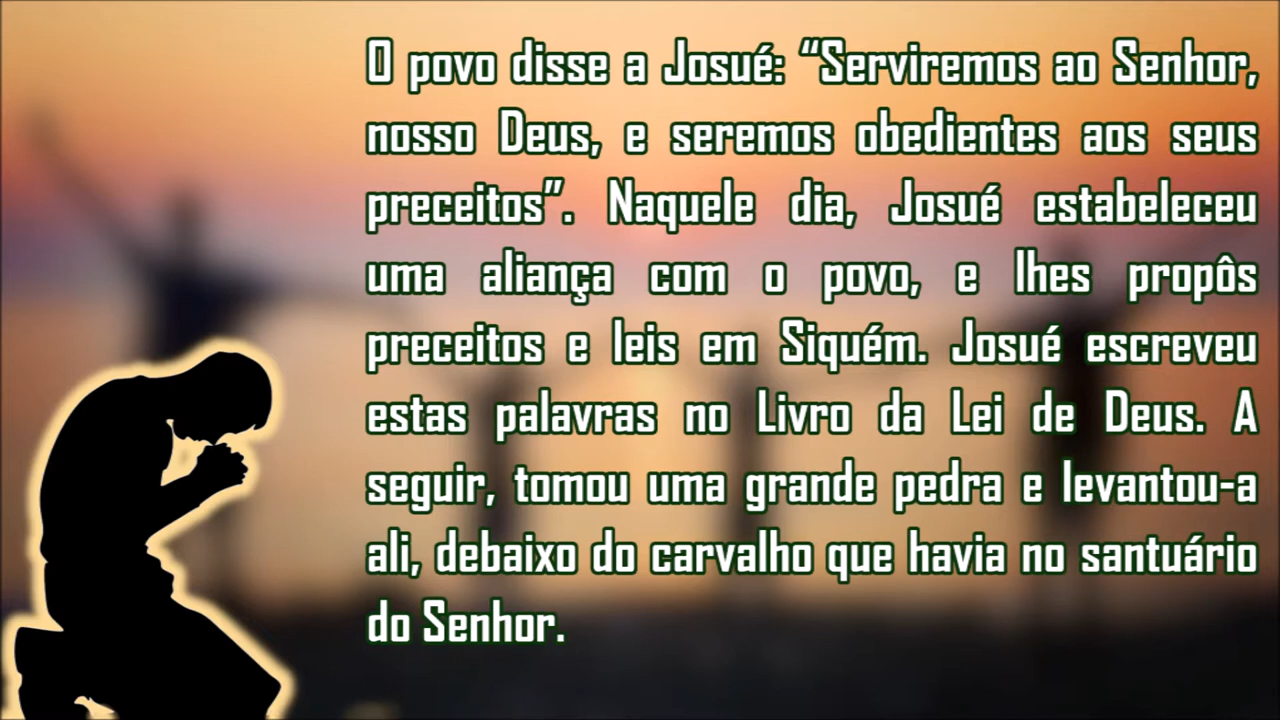 O povo disse a Josué: “Serviremos ao Senhor,
nosso Deus, e seremos obedientes aos seus
preceitos”. Naquele dia, Josué estabeleceu
uma aliança com o povo, e lhes propôs
preceitos e leis em Siquém. Josué escreveu
estas palavras no Livro da Lei de Deus. A
seguir, tomou uma grande pedra e levantou-a
ali, debaixo do carvalho que havia no santuário
do Senhor.